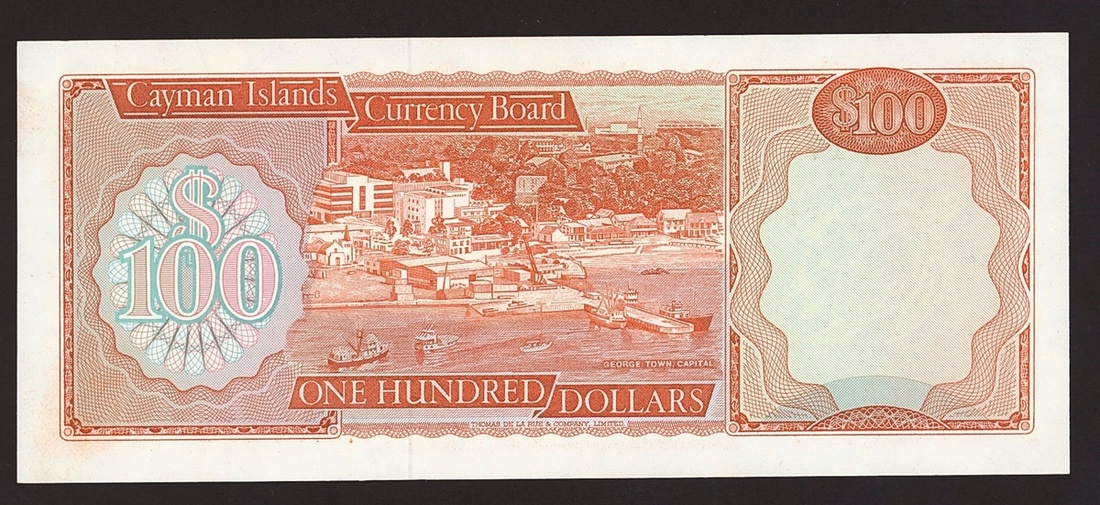 Cayman Islands
Currency Board
$100
$
100
GEORGE TOWN, CAPITAL
ONE HUNDRED
DOLLARS
THOMAS DE LA RUE & COMPANY, LIMITED.